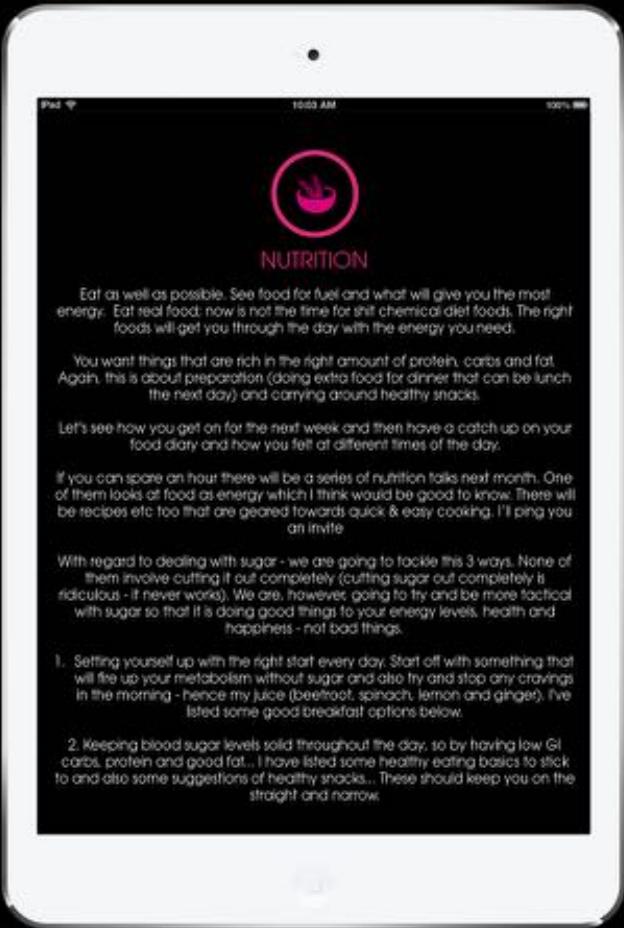 iPad
10:03 AM
100%
NUTRITION
Eat as well as possible. See food for fuel and what will give you the most
energy. Eat real food; now is not the time for shit chemical diet foods. The right
foods will get you through the day with the energy you need.
You want things that are rich in the right amount of protein, carbs and fat.
Again, this is about preparation (doing extra food for dinner that can be lunch
the next day) and carrying around healthy snacks.
Let's see how you get on for the next week and then have a catch up on your
food diary and how you felt at different times of the day.
If you can spare an hour there will be a series of nutrition talks next month. One
of them looks at food as energy which I think would be good to know. There will
be recipes etc too that are geared towards quick & easy cooking. I'll ping you
an invite
With regard to dealing with sugar - we are going to tackle this 3 ways. None of
them involve cutting it out completely (cutting sugar out completely is
ridiculous - it never works). We are, however, going to try and be more tactical
with sugar so that it is doing good things to your energy levels, health and
happiness - not bad things.
1. Setting yourself up with the right start every day. Start off with something that
will fire up your metabolism without sugar and also try and stop any cravings
in the morning - hence my juice (beetroot, spinach, lemon and ginger). I've
listed some good breakfast options below.
2. Keeping blood sugar levels solid throughout the day, so by having low GI
carbs, protein and good fat... I have listed some healthy eating basics to stick
to and also some suggestions of healthy snacks... These should keep you on the
straight and narrow.